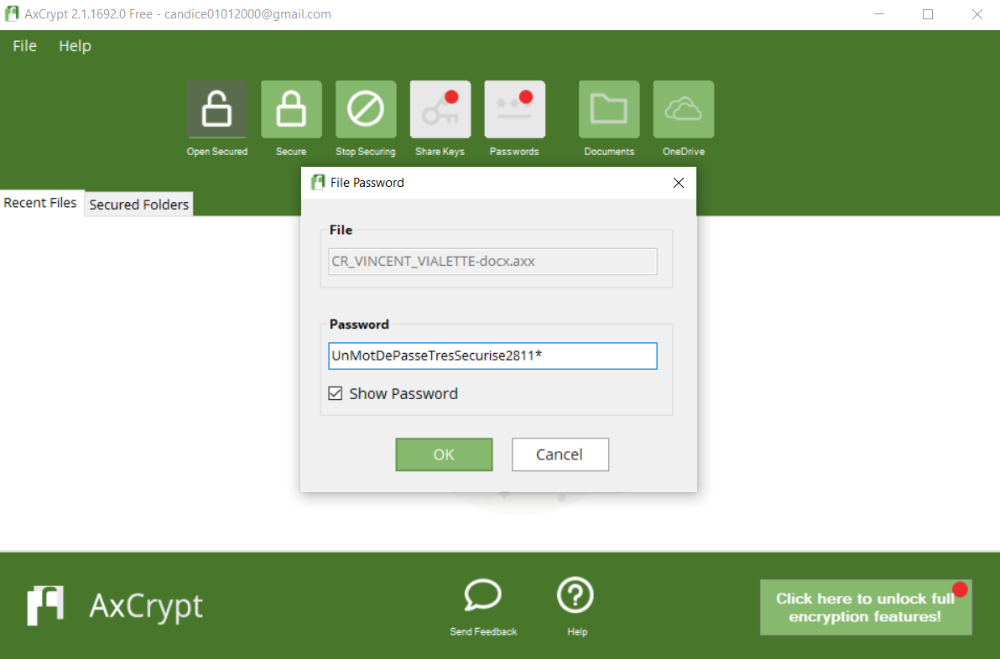 AxCrypt 2.1.1692.0 Free - candice01012000@gmail.com
File Help
Open Secured Secure Stop Securing Share Keys Passwords Documents OneDrive
Recent Files Secured Folders
File Password
File
CR_VINCENT_VIALETTE-docx.axx
Password
UnMotDePasseTresSecurise2811*
Show Password
OK Cancel
AxCrypt
Send Feedback Help
Click here to unlock full
encryption features!